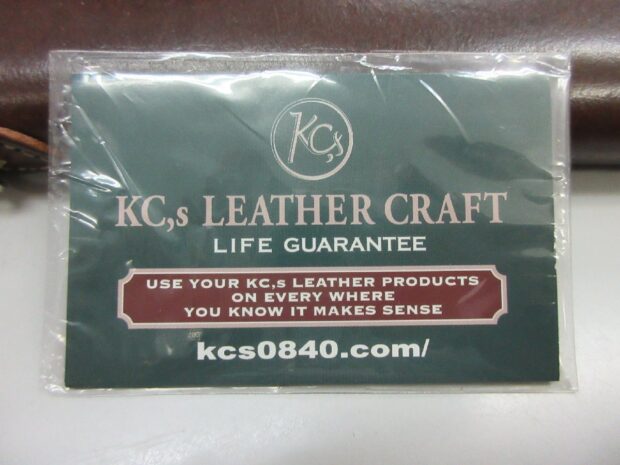 KC,s
KC,s LEATHER CRAFT
LIFE GUARANTEE
USE YOUR KC,s LEATHER PRODUCTS
ON EVERY WHERE
YOU KNOW IT MAKES SENSE
kcs0840.com/